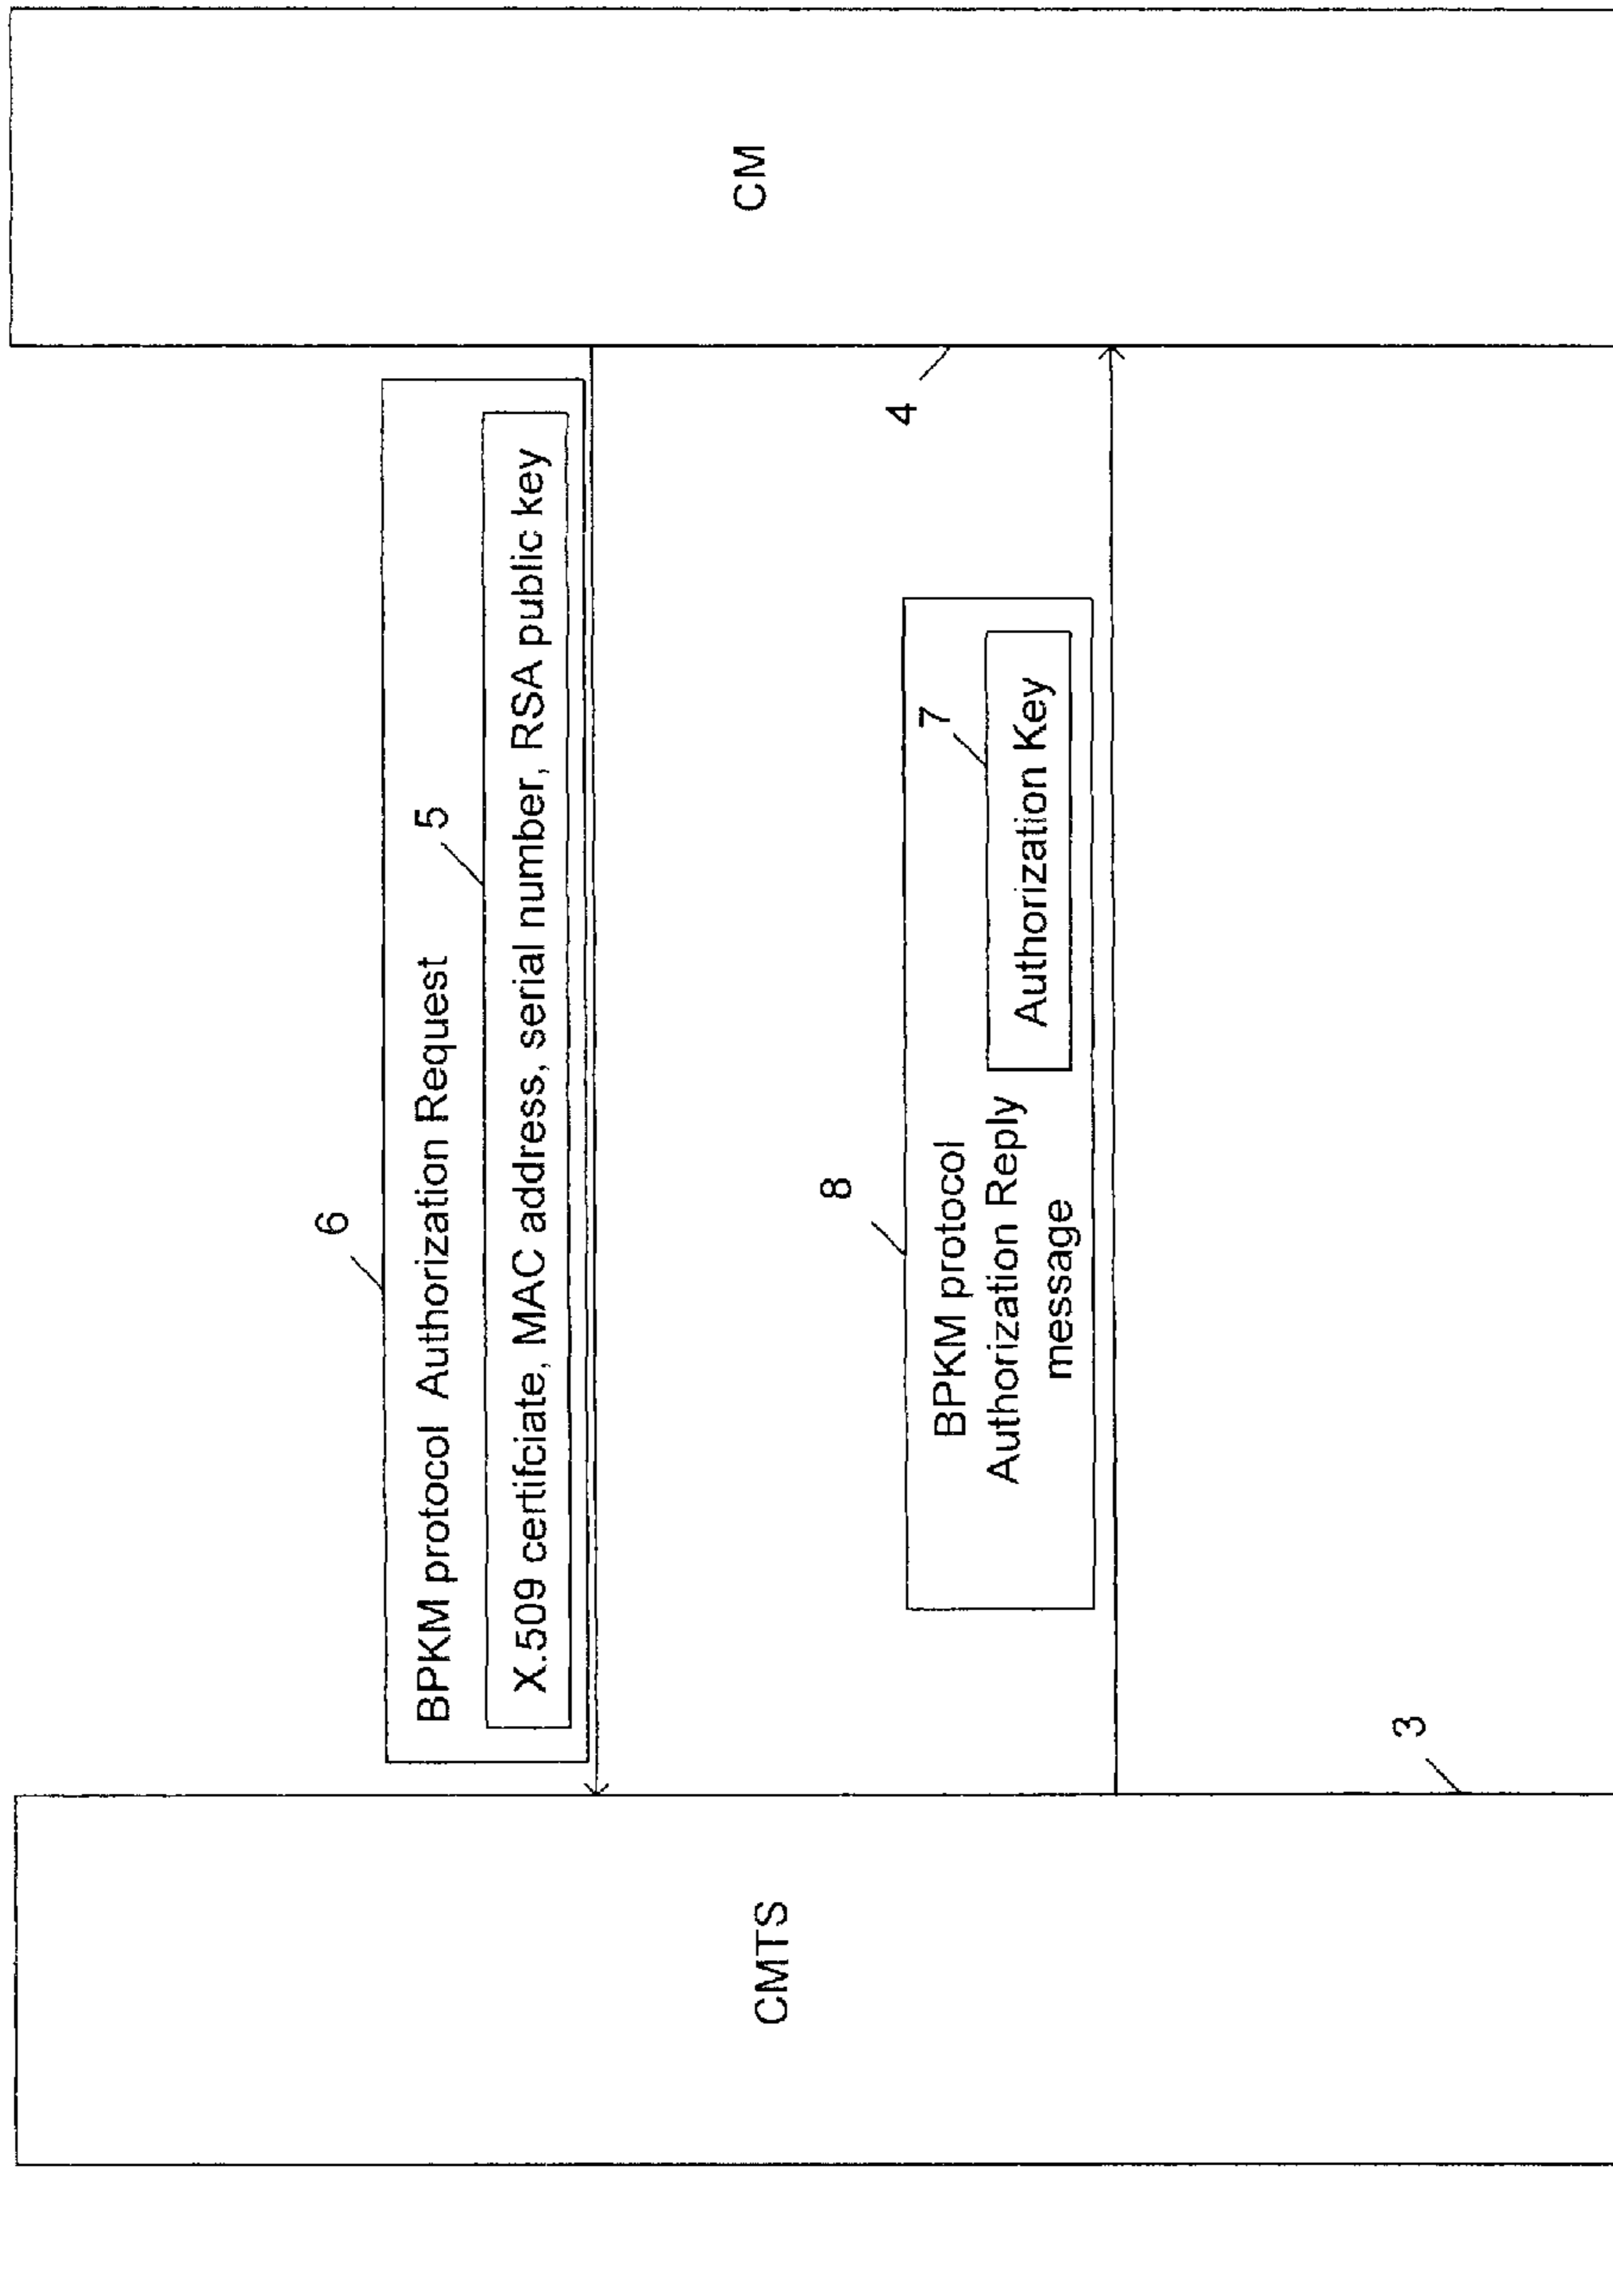 CMTS
CM
6
BPKM protocol Authorization Request
5
X.509 certifciate, MAC address, serial number, RSA public key
4
8
BPKM protocol
Authorization Reply
message
7
Authorization Key
3